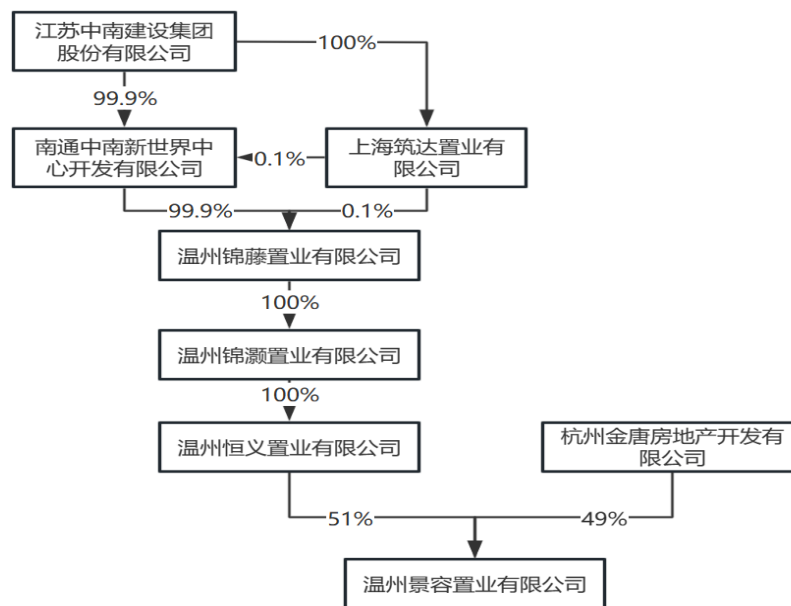 江苏中南建设集团
股份有限公司
100%
99.9%
南通中南新世界中
心开发有限公司
0.1%
上海筑达置业有
限公司
99.9%
0.1%
温州锦藤置业有限公司
100%
温州锦灏置业有限公司
100%
温州恒义置业有限公司
杭州金唐房地产开发有
限公司
51%
49%
温州景容置业有限公司